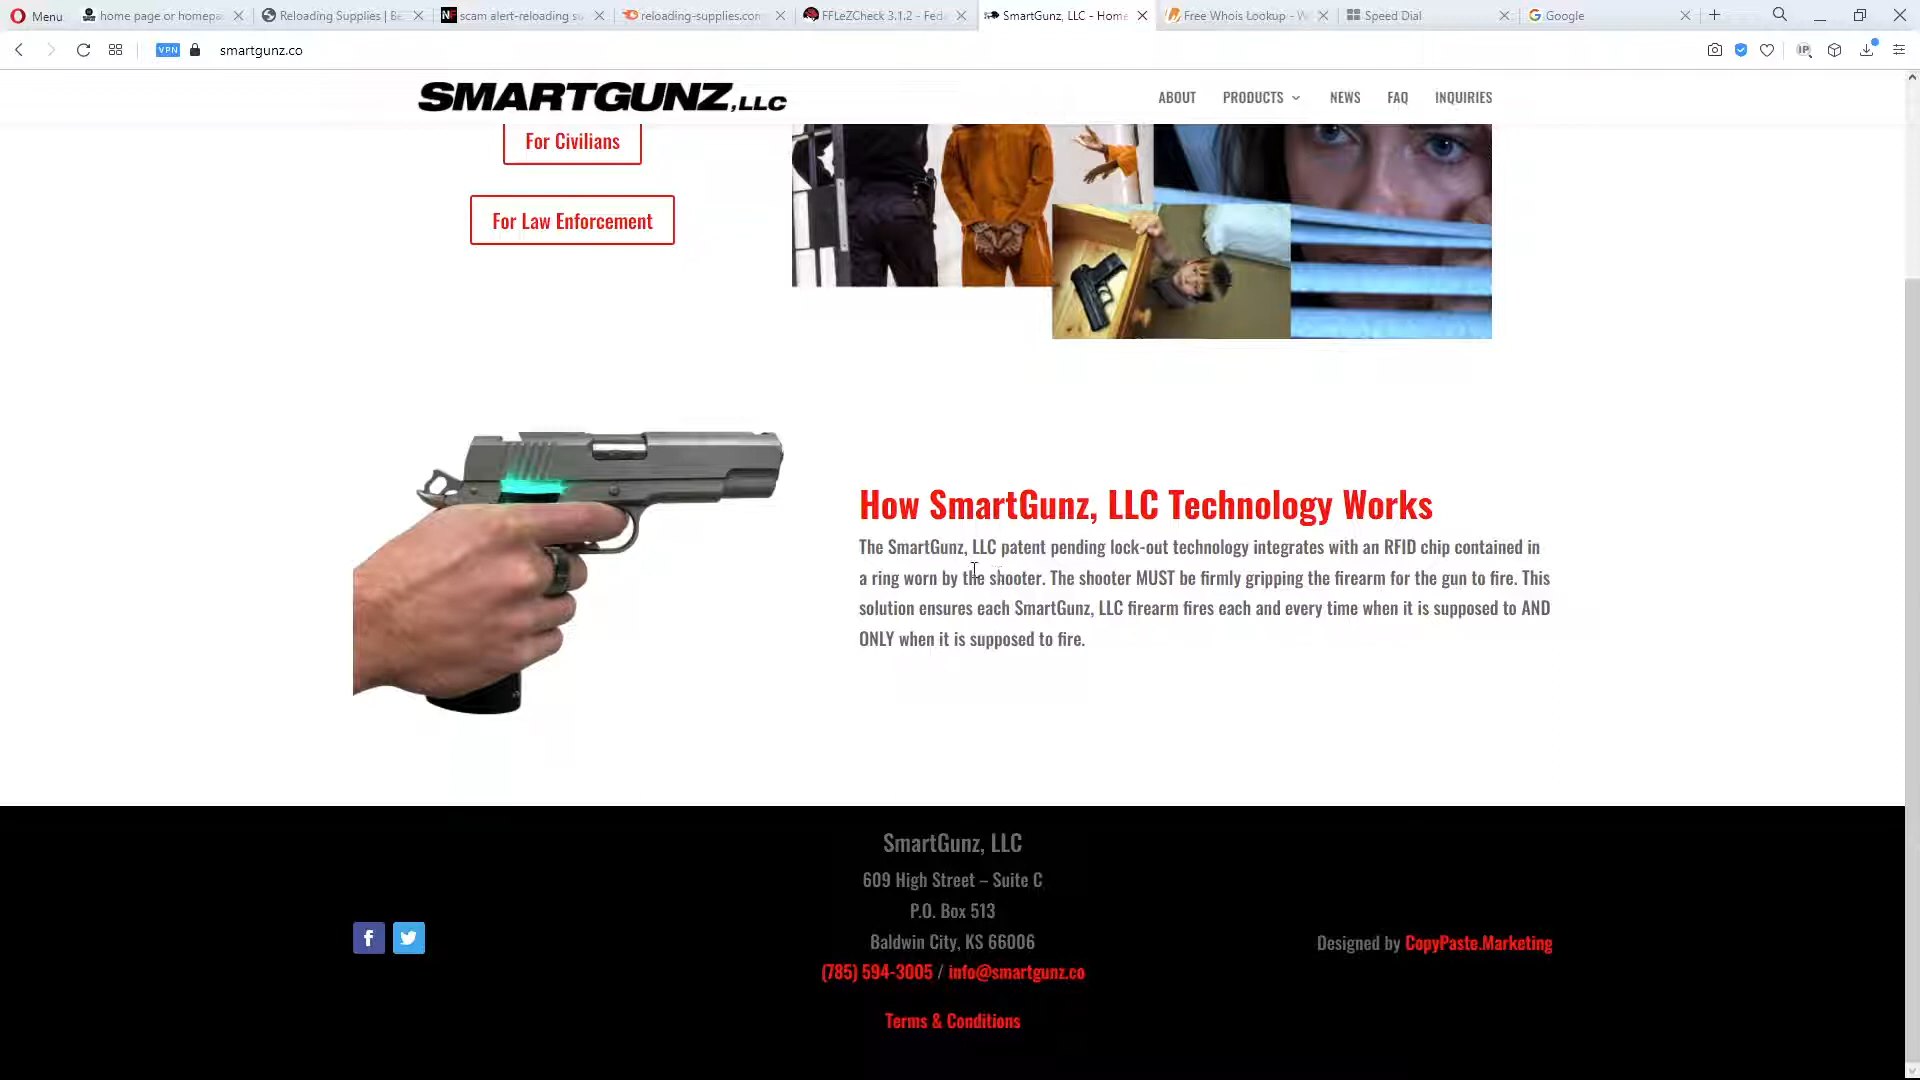 Menu
home page or homepa
Reloading Supplies | Be
scam alert-reloading su
reloading-supplies.com
FFLeZCheck 3.1.2 - Fede
SmartGunz, LLC - Home
Free Whois Lookup - W
Speed Dial
Google
VPN
smartgunz.co
SMARTGUNZ,LLC
ABOUT
PRODUCTS
NEWS
FAQ
INQUIRIES
For Civilians
For Law Enforcement
How SmartGunz, LLC Technology Works
The SmartGunz, LLC patent pending lock-out technology integrates with an RFID chip contained in
a ring worn by the shooter. The shooter MUST be firmly gripping the firearm for the gun to fire. This
solution ensures each SmartGunz, LLC firearm fires each and every time when it is supposed to AND
ONLY when it is supposed to fire.
SmartGunz, LLC
609 High Street – Suite C
P.O. Box 513
Baldwin City, KS 66006
(785) 594-3005 / info@smartgunz.co
Designed by CopyPaste.Marketing
Terms & Conditions